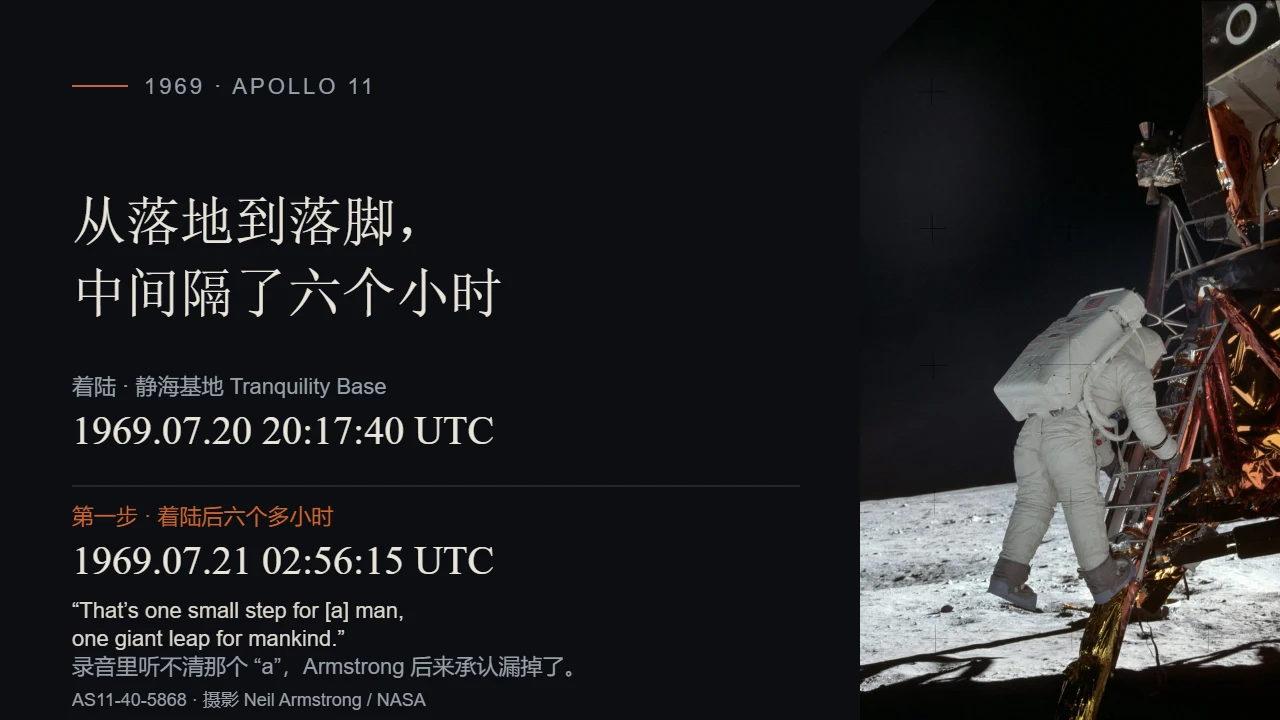 1969 · APOLLO 11
从落地到落脚，
中间隔了六个小时
着陆 · 静海基地 Tranquility Base
1969.07.20 20:17:40 UTC
第一步 · 着陆后六个多小时
1969.07.21 02:56:15 UTC
“That’s one small step for [a] man,
one giant leap for mankind.”
录音里听不清那个 “a”，Armstrong 后来承认漏掉了。
AS11-40-5868 · 摄影 Neil Armstrong / NASA